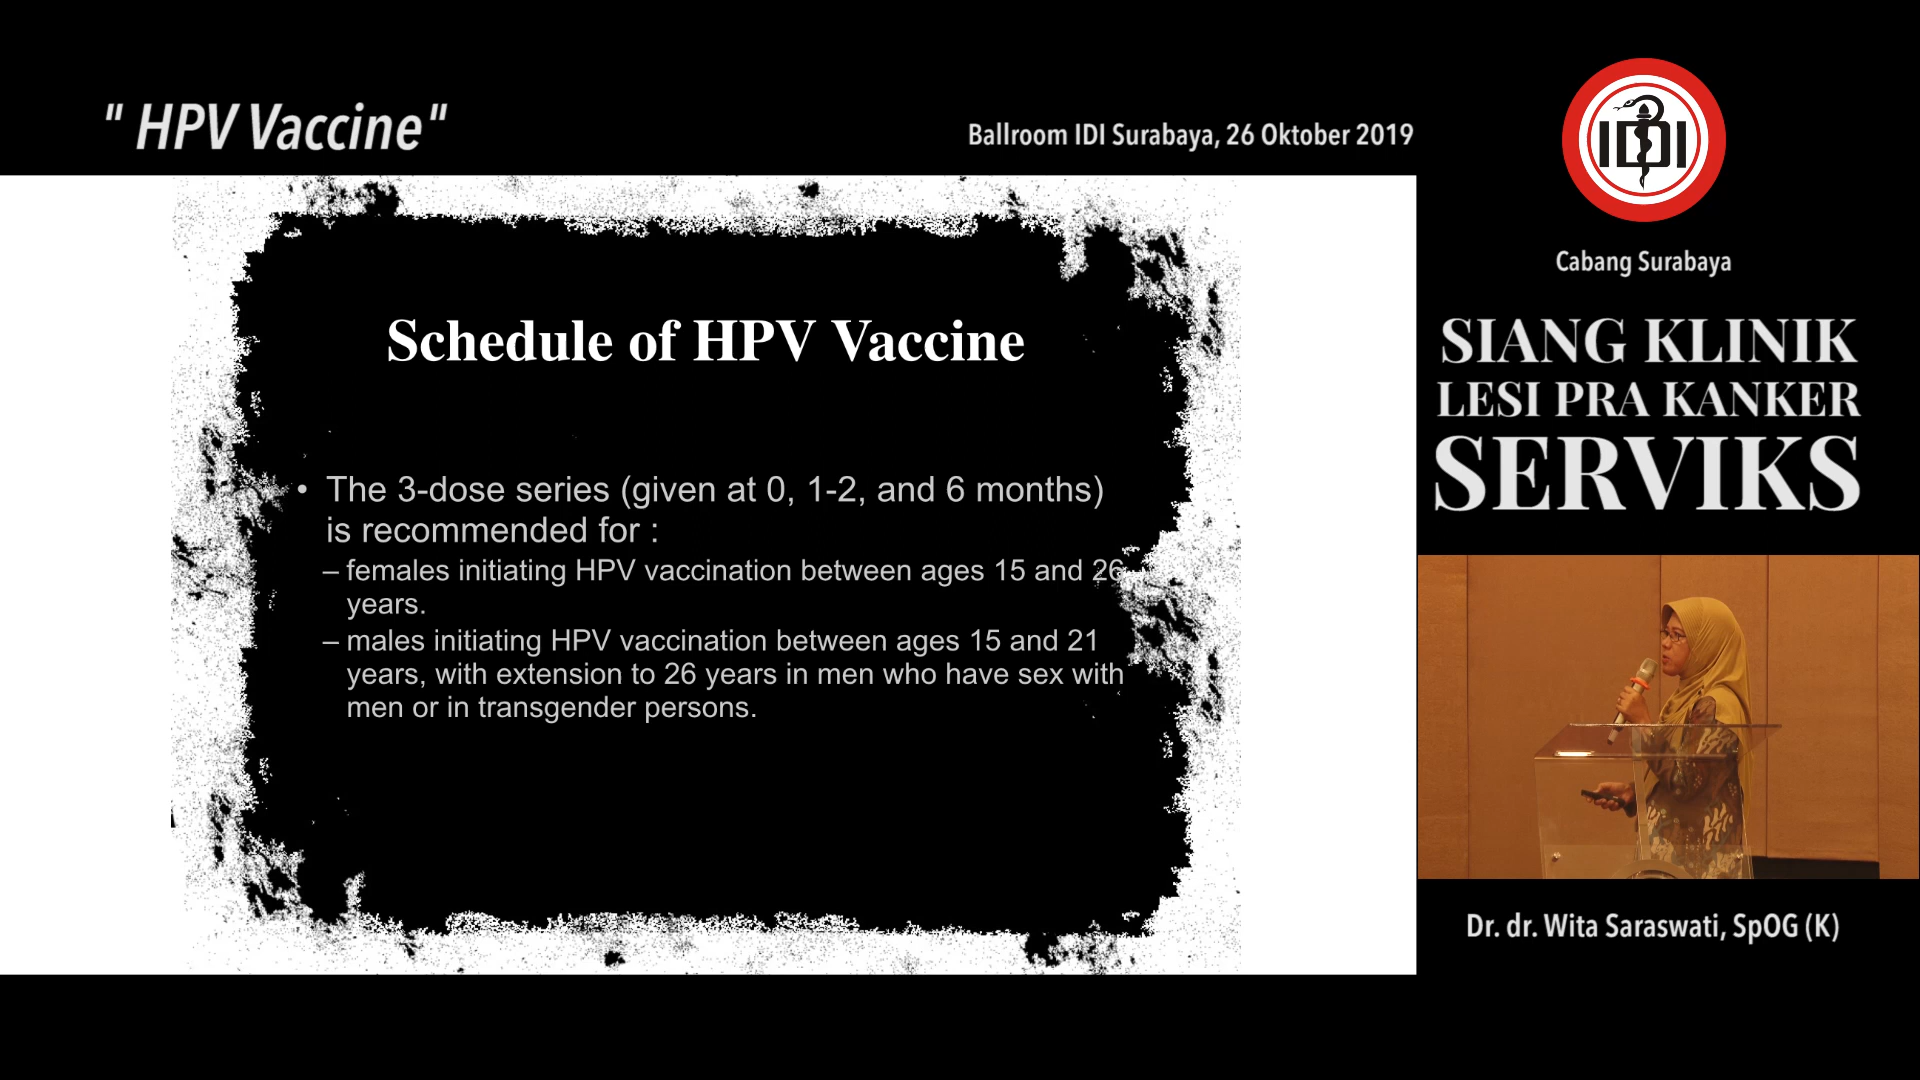 " HPV Vaccine"
Ballroom IDI Surabaya, 26 Oktober 2019
IDI
Cabang Surabaya
SIANG KLINIK
LESI PRA KANKER
SERVIKS
Schedule of HPV Vaccine
• The 3-dose series (given at 0, 1-2, and 6 months)
is recommended for :
– females initiating HPV vaccination between ages 15 and 26
years.
– males initiating HPV vaccination between ages 15 and 21
years, with extension to 26 years in men who have sex with
men or in transgender persons.
Dr. dr. Wita Saraswati, SpOG (K)